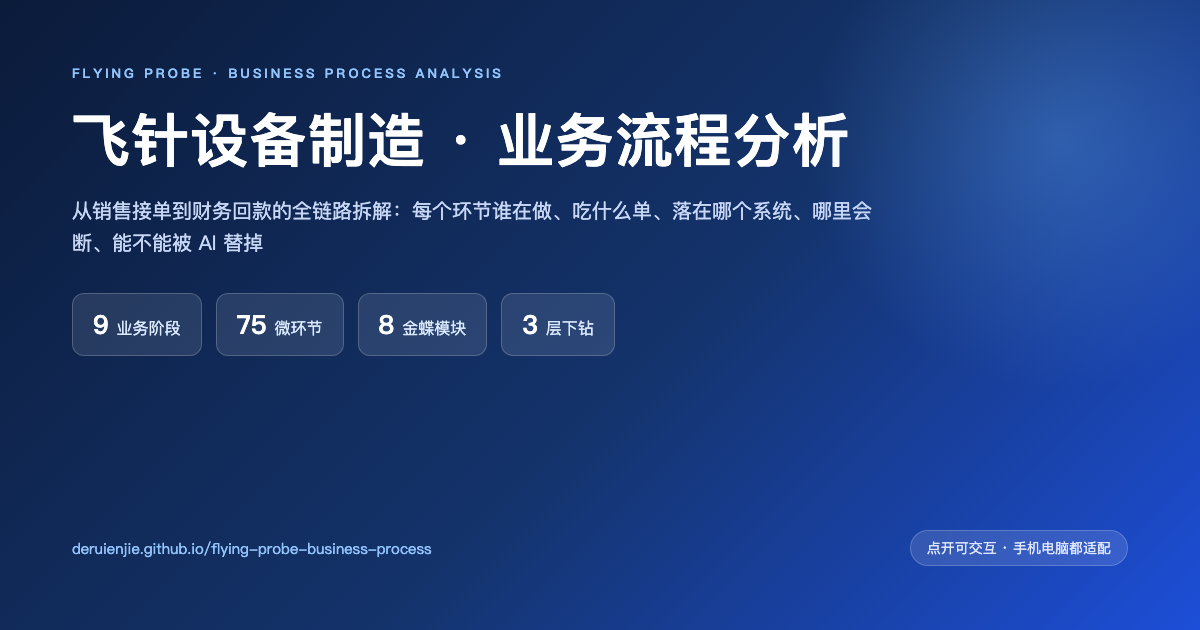 FLYING PROBE · BUSINESS PROCESS ANALYSIS
飞针设备制造 · 业务流程分析
从销售接单到财务回款的全链路拆解：每个环节谁在做、吃什么单、落在哪个系统、哪里会
断、能不能被 AI 替掉
9 业务阶段
75 微环节
8 金蝶模块
3 层下钻
deruienjie.github.io/flying-probe-business-process
点开可交互 · 手机电脑都适配